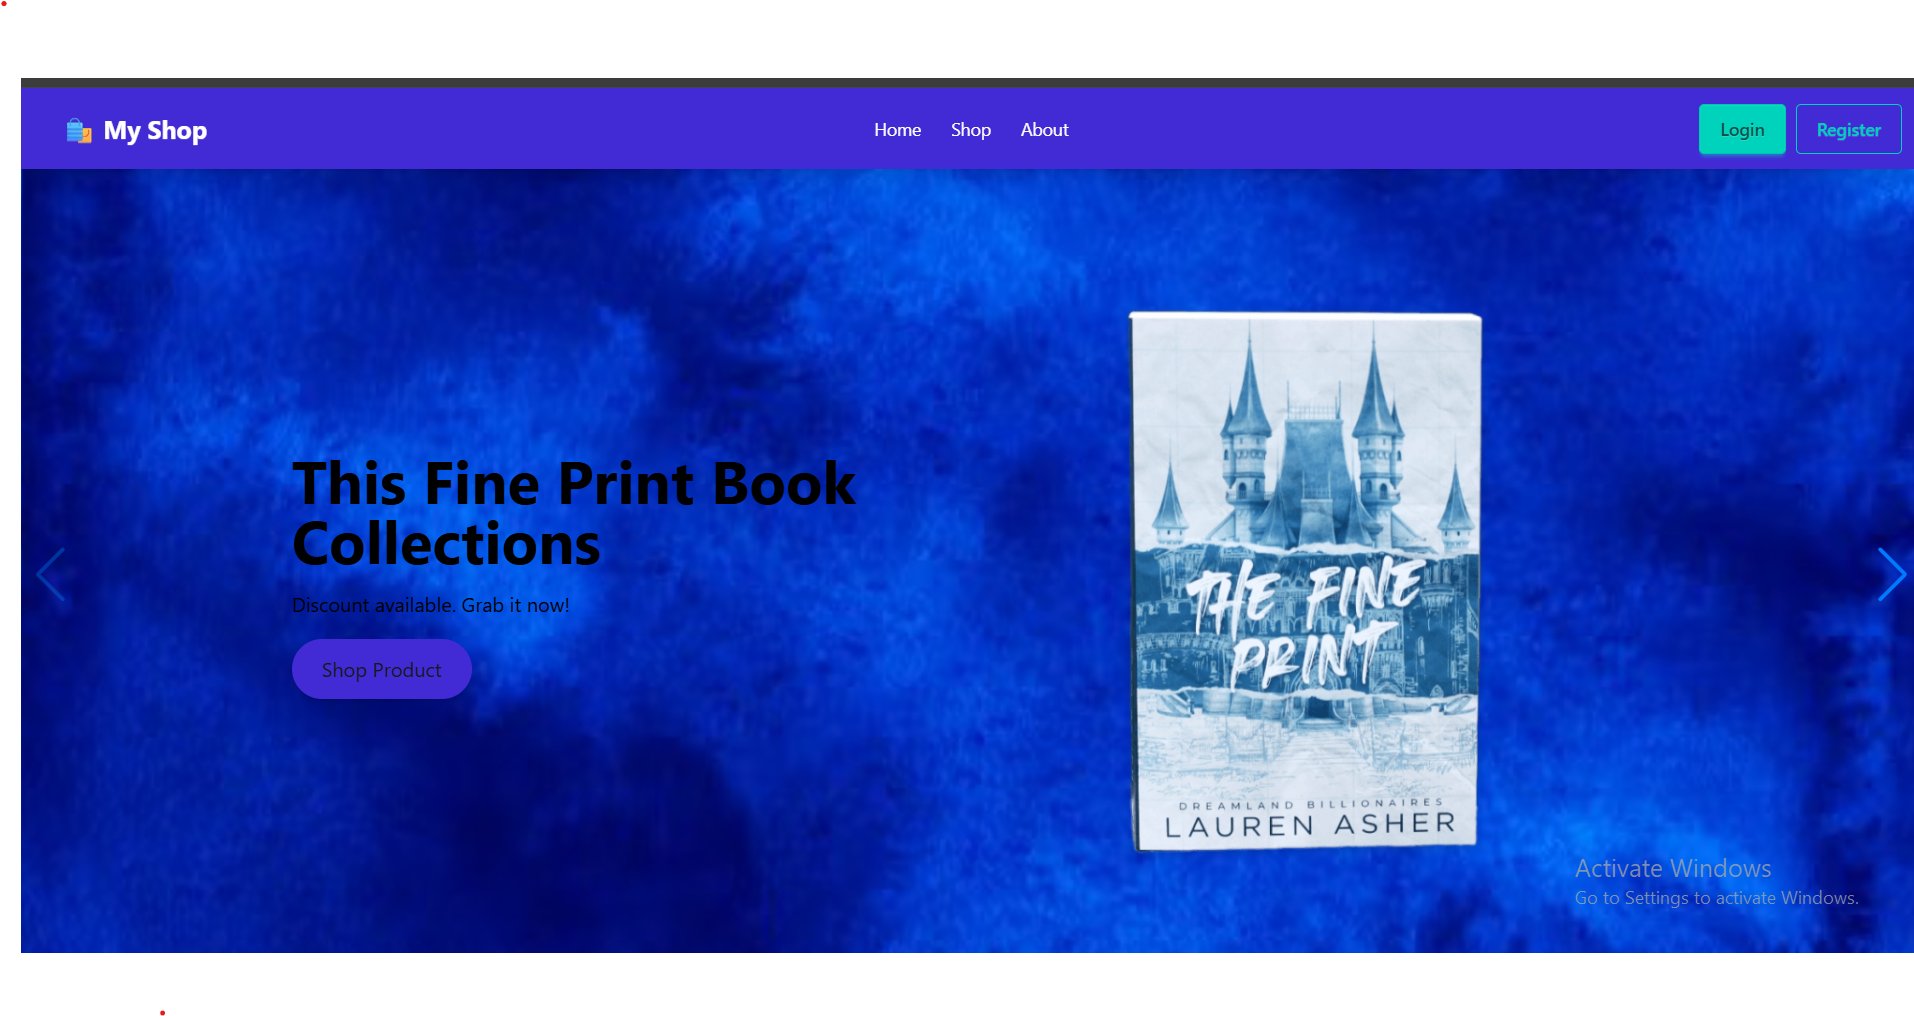 My Shop
Home Shop About
Login Register
This Fine Print Book
Collections
Discount available. Grab it now!
Shop Product
THE FINE
PRINT
DREAMLAND BILLIONAIRES
LAUREN ASHER
Activate Windows
Go to Settings to activate Windows.